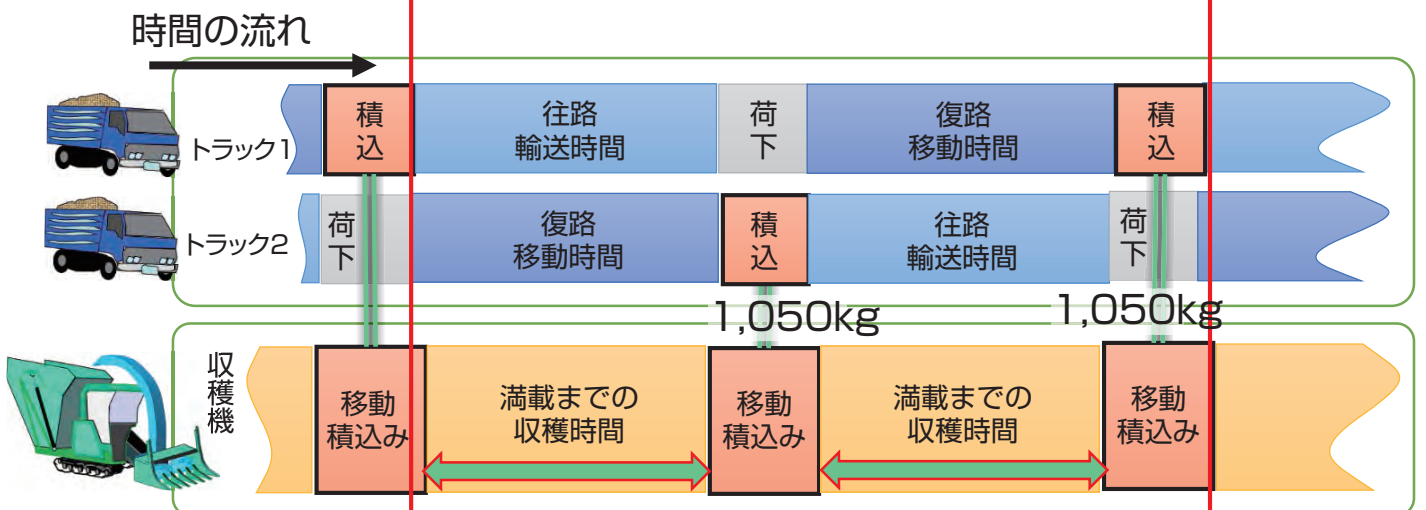 時間の流れ
トラック1
積
込
往路
輸送時間
荷
下
復路
移動時間
積
込
トラック2
荷
下
復路
移動時間
積
込
往路
輸送時間
荷
下
1,050kg
1,050kg
収
穫
機
移動
積込み
満載までの
収穫時間
移動
積込み
満載までの
収穫時間
移動
積込み